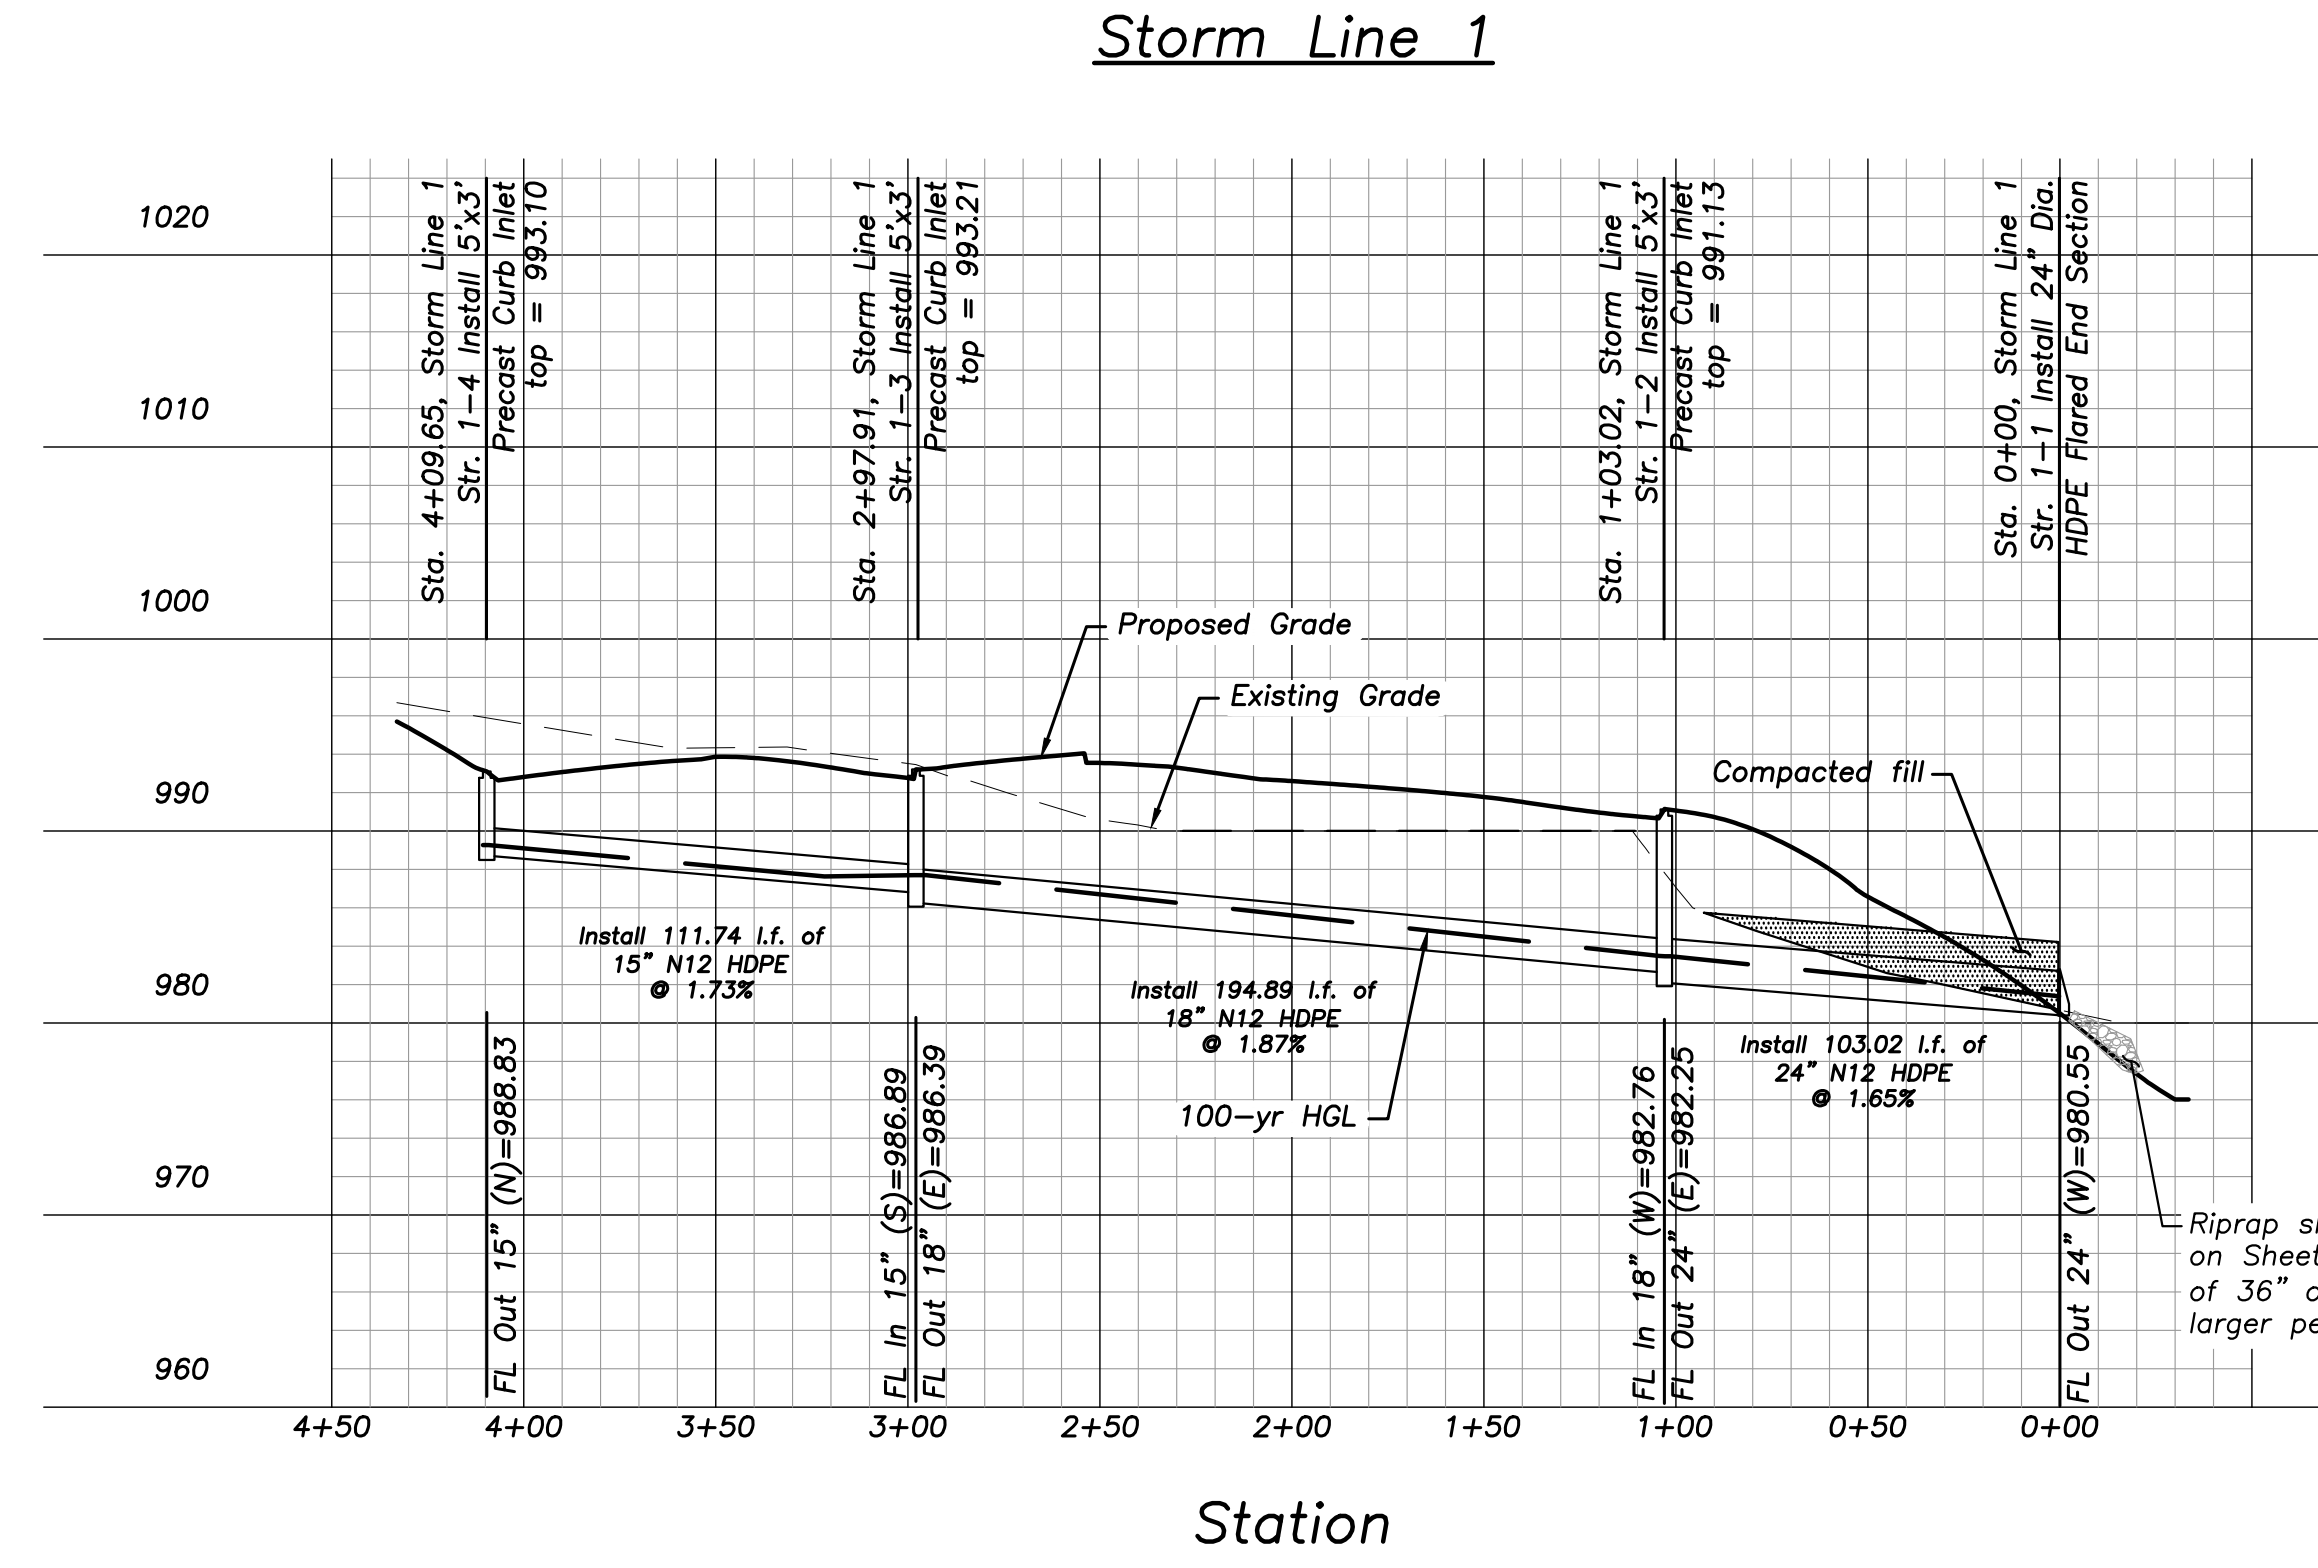 Storm Line 1
1020
1010
1000
990
980
970
960
Sta. 4+09.65, Storm Line 1
Str. 1-4 Install 5'x3'
Precast Curb Inlet
top = 993.10
Sta. 2+97.91, Storm Line 1
Str. 1-3 Install 5'x3'
Precast Curb Inlet
top = 993.21
Sta. 1+03.02, Storm Line 1
Str. 1-2 Install 5'x3'
Precast Curb Inlet
top = 991.13
Sta. 0+00, Storm Line 1
Str. 1-1 Install 24" Dia.
HDPE Flared End Section
Proposed Grade
Existing Grade
Compacted fill
Install 111.74 l.f. of
15" N12 HDPE
@ 1.73%
Install 194.89 l.f. of
18" N12 HDPE
@ 1.87%
Install 103.02 l.f. of
24" N12 HDPE
@ 1.65%
100-yr HGL
FL Out 15" (N)=988.83
FL In 15" (S)=986.89
FL Out 18" (E)=986.39
FL In 18" (W)=982.76
FL Out 24" (E)=982.25
FL Out 24" (W)=980.55
Riprap
on Sheet
of 36"
larger
4+50 4+00 3+50 3+00 2+50 2+00 1+50 1+00 0+50 0+00
Station